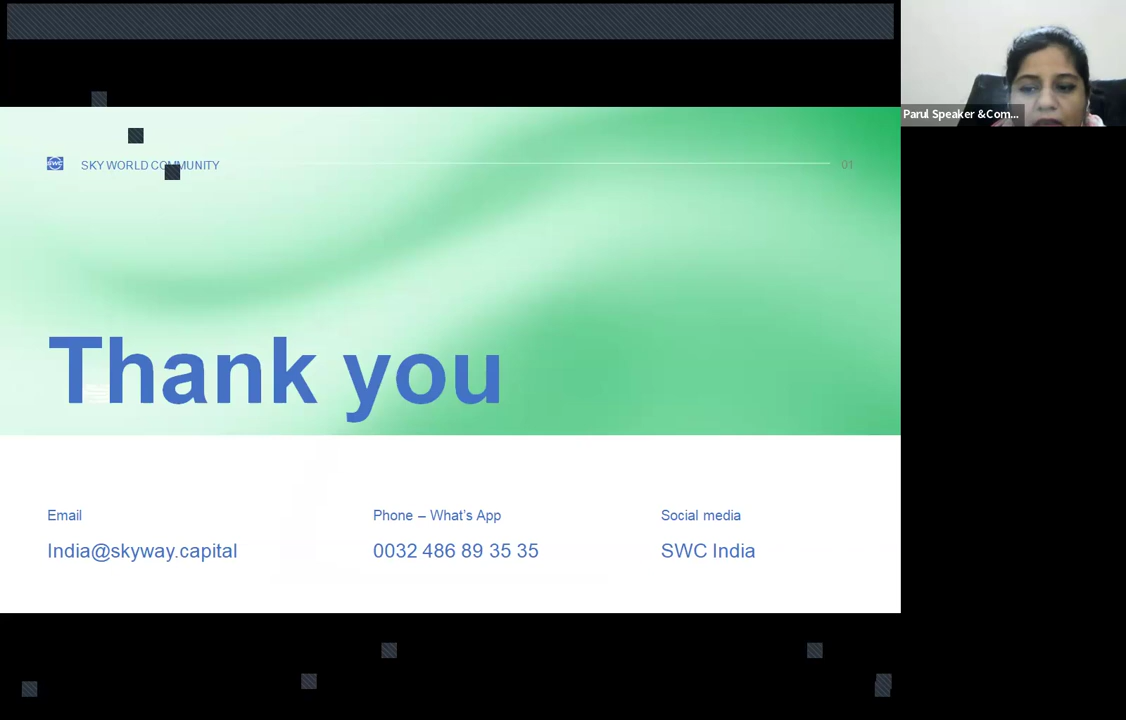 Parul Speaker &Com...
SWC
SKY WORLD COMMUNITY
01
Thank you
Email
Phone – What's App
Social media
India@skyway.capital
0032 486 89 35 35
SWC India